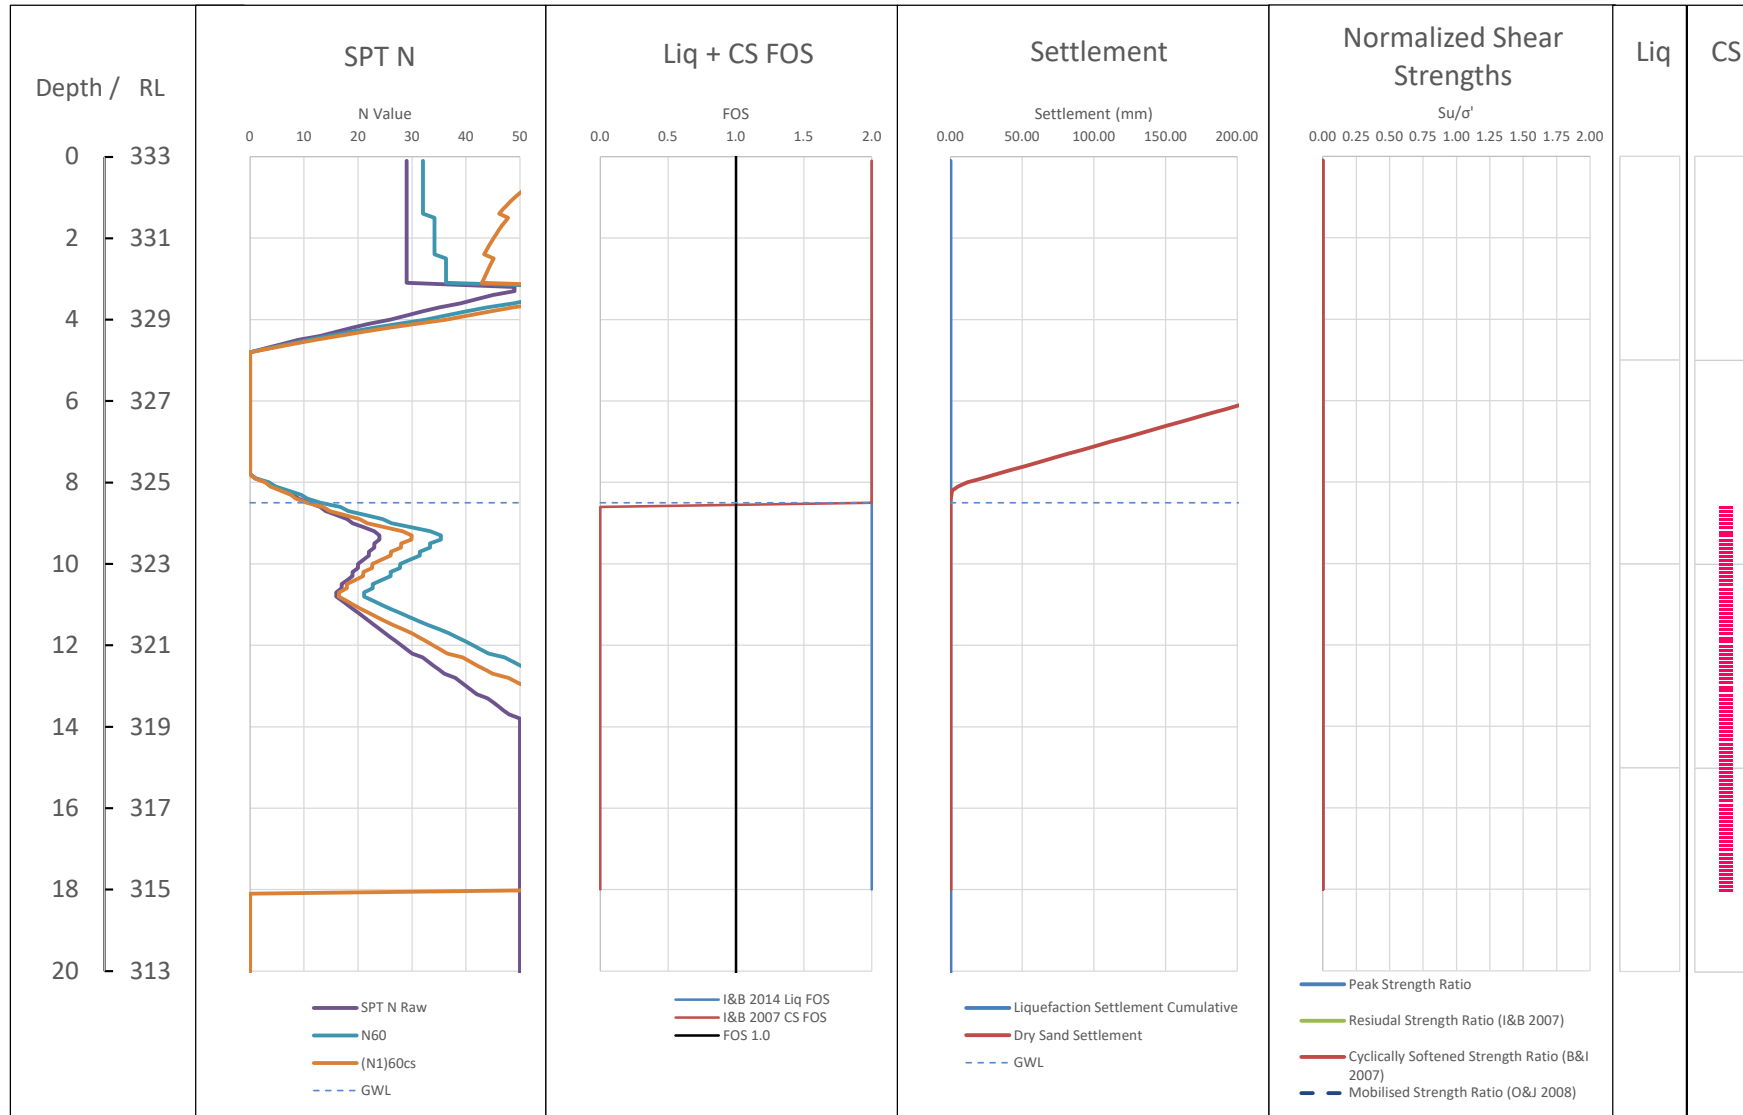 Depth / RL
SPT N
Liq + CS FOS
Settlement
Normalized Shear
Strengths
Liq
CS
N Value
FOS
Settlement (mm)
Su/σ'
0 10 20 30 40 50
0.0 0.5 1.0 1.5 2.0
0.00 50.00 100.00 150.00 200.00
0.00 0.25 0.50 0.75 1.00 1.25 1.50 1.75 2.00
0 333
2 331
4 329
6 327
8 325
10 323
12 321
14 319
16 317
18 315
20 313
SPT N Raw
N60
(N1)60cs
GWL
I&B 2014 Liq FOS
I&B 2007 CS FOS
FOS 1.0
Liquefaction Settlement Cumulative
Dry Sand Settlement
GWL
Peak Strength Ratio
Resiudal Strength Ratio (I&B 2007)
Cyclically Softened Strength Ratio (B&I
2007)
Mobilised Strength Ratio (O&J 2008)